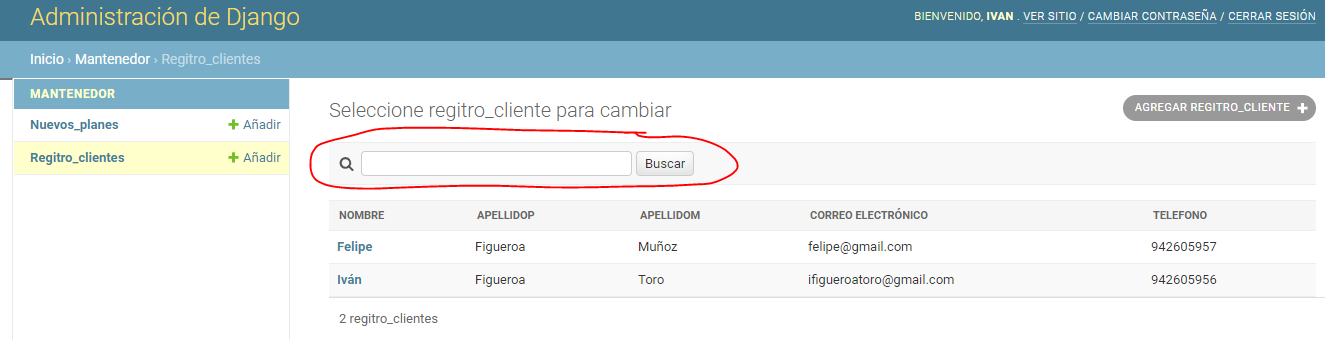 Administración de Django
BIENVENIDO, IVAN . VER SITIO / CAMBIAR CONTRASEÑA / CERRAR SESIÓN
Inicio › Mantenedor › Regitro_clientes
MANTENEDOR
Nuevos_planes + Añadir
Regitro_clientes + Añadir
Seleccione regitro_cliente para cambiar
AGREGAR REGITRO_CLIENTE +
Buscar
NOMBRE APELLIDOP APELLIDOM CORREO ELECTRÓNICO TELEFONO
Felipe Figueroa Muñoz felipe@gmail.com 942605957
Iván Figueroa Toro ifigueroatoro@gmail.com 942605956
2 regitro_clientes